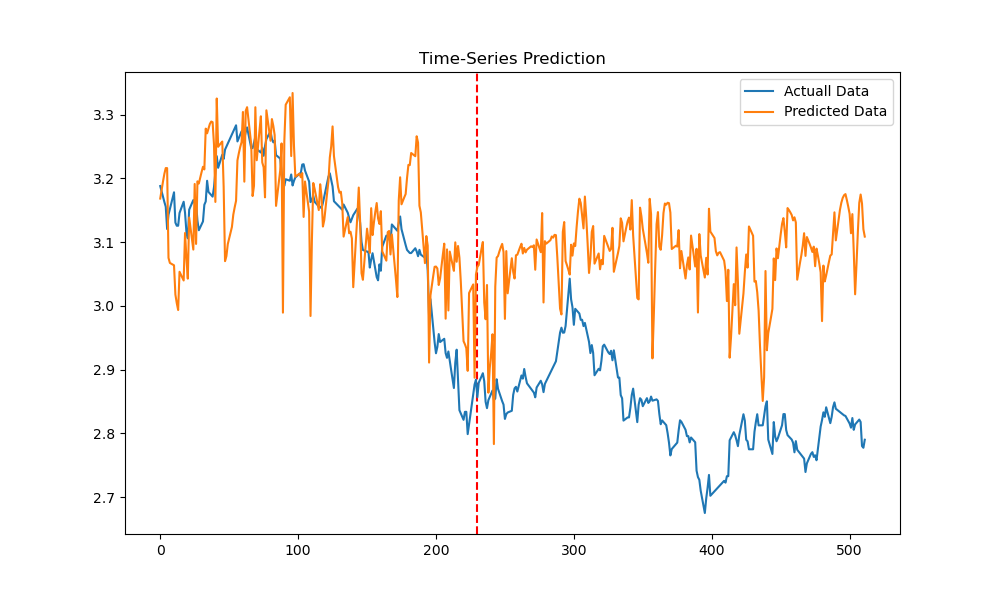 Time-Series Prediction
Actuall Data
Predicted Data
3.3
3.2
3.1
3.0
2.9
2.8
2.7
0 100 200 300 400 500